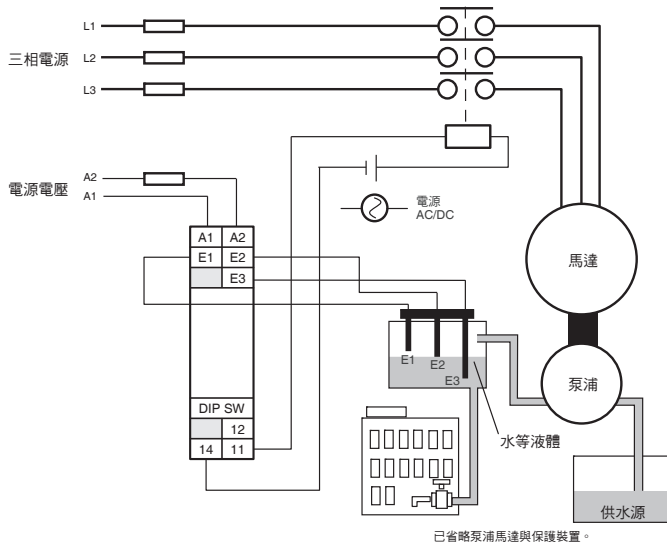 L1
三相電源
L2
L3
A2
電源電壓
A1
電源
AC/DC
A1 A2
E1 E2
E3
馬達
E1
E2
E3
泵浦
DIP SW
12
14 11
水等液體
供水源
已省略泵浦馬達與保護裝置。